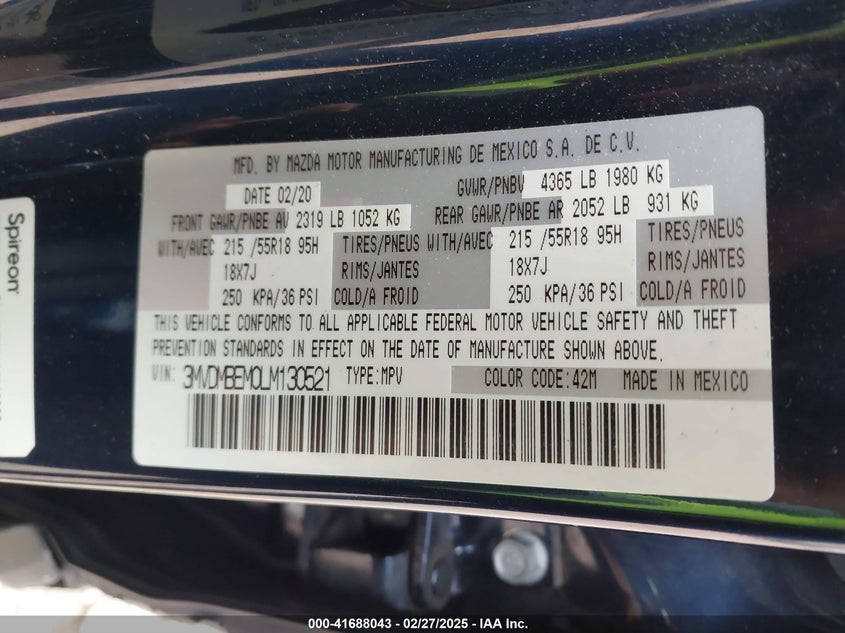 MFD. BY MAZDA MOTOR MANUFACTURING DE MEXICO S.A. DE C.V.
DATE 02/20 GVWR/PNBV 4365 LB 1980 KG
FRONT GAWR/PNBE AV 2319 LB 1052 KG REAR GAWR/PNBE AR 2052 LB 931 KG
WITH/AVEC 215 /55R18 95H TIRES/PNEUS WITH/AVEC 215 /55R18 95H TIRES/PNEUS
18X7J RIMS/JANTES 18X7J RIMS/JANTES
250 KPA/36 PSI COLD/A FROID 250 KPA/36 PSI COLD/A FROID
THIS VEHICLE CONFORMS TO ALL APPLICABLE FEDERAL MOTOR VEHICLE SAFETY AND THEFT
PREVENTION STANDARDS IN EFFECT ON THE DATE OF MANUFACTURE SHOWN ABOVE.
VIN: 3MVDMBEM0LM130521 TYPE:MPV COLOR CODE:42M MADE IN MEXICO
Spireon
000-41688043 - 02/27/2025 - IAA Inc.